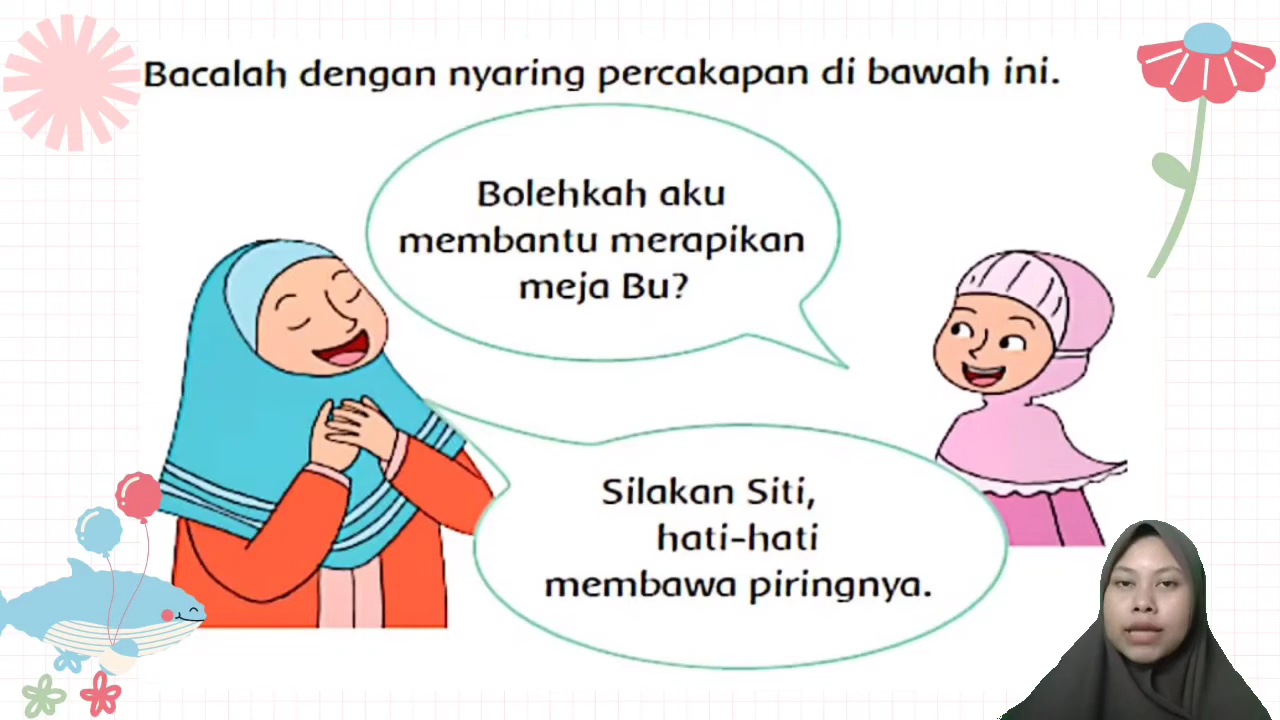 Bacalah dengan nyaring percakapan di bawah ini.
Bolehkah aku
membantu merapikan
meja Bu?
Silakan Siti,
hati-hati
membawa piringnya.